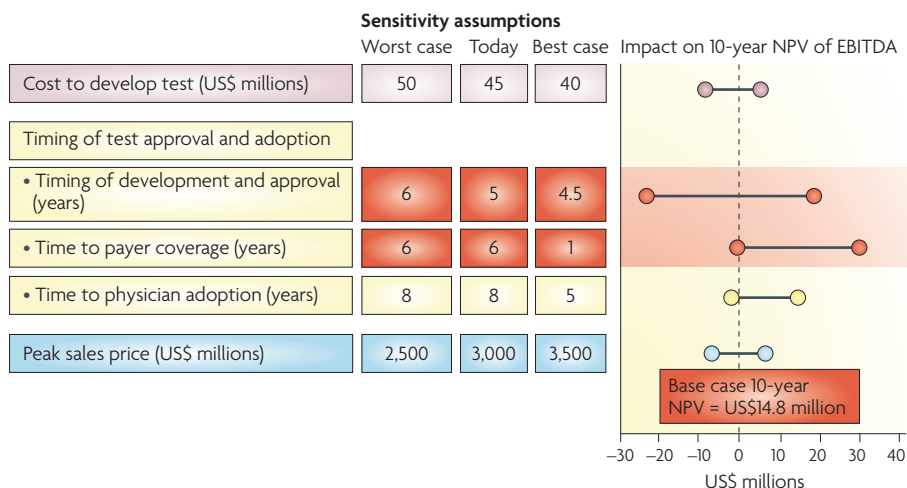 Sensitivity assumptions
Worst case Today Best case Impact on 10-year NPV of EBITDA
Cost to develop test (US$ millions) 50 45 40
Timing of test approval and adoption
• Timing of development and approval
(years) 6 5 4.5
• Time to payer coverage (years) 6 6 1
• Time to physician adoption (years) 8 8 5
Peak sales price (US$ millions) 2,500 3,000 3,500
Base case 10-year
NPV = US$14.8 million
–30 –20 –10 0 10 20 30 40
US$ millions